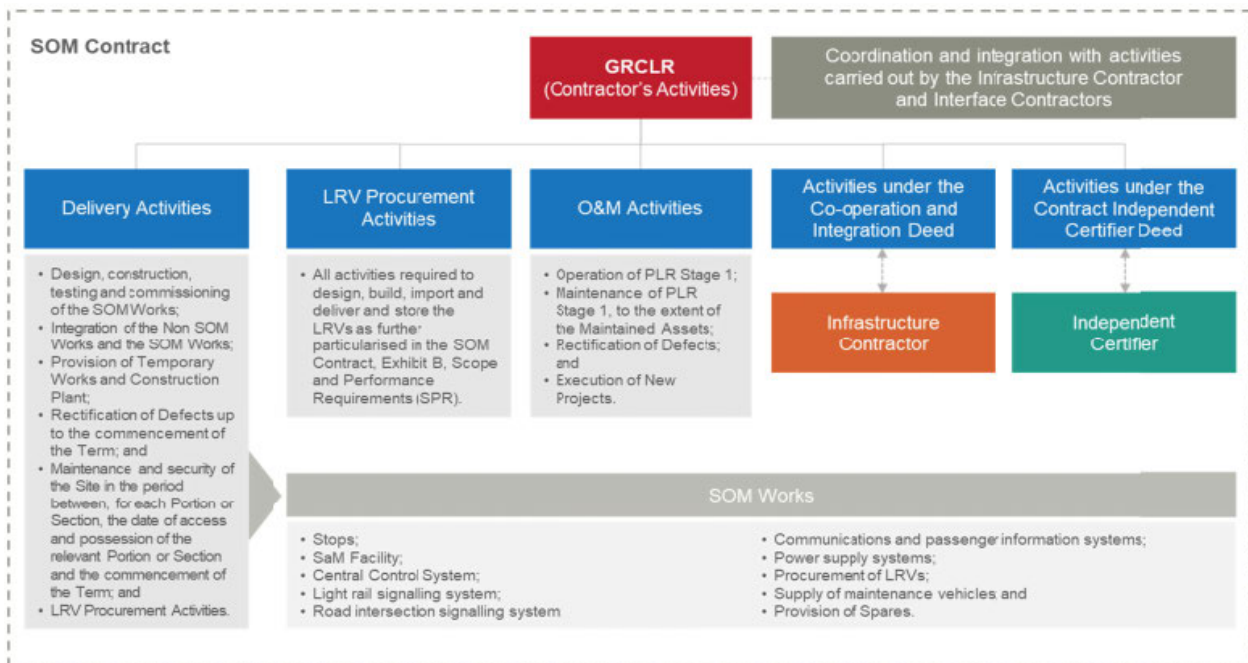 SOM Contract
GRCLR
(Contractor's Activities)
Coordination and integration with activities
carried out by the Infrastructure Contractor
and Interface Contractors
Delivery Activities
LRV Procurement
Activities
O&M Activities
Activities under the
Co-operation and
Integration Deed
Activities under the
Contract Independent
Certifier Deed
• Design, construction,
testing and commissioning
of the SOM Works;
• Integration of the Non SOM
Works and the SOM Works;
• Provision of Temporary
Works and Construction
Plant;
• Rectification of Defects up
to the commencement of
the Term; and
• Maintenance and security of
the Site in the period
between, for each Portion or
Section, the date of access
and possession of the
relevant Portion or Section
and the commencement of
the Term; and
• LRV Procurement Activities.
• All activities required to
design, build, import and
deliver and store the
LRVs as further
particularised in the SOM
Contract, Exhibit B, Scope
and Performance
Requirements (SPR).
• Operation of PLR Stage 1;
• Maintenance of PLR
Stage 1, to the extent of
the Maintained Assets;
• Rectification of Defects;
and
• Execution of New
Projects.
Infrastructure
Contractor
Independent
Certifier
SOM Works
• Stops;
• SaM Facility;
• Central Control System;
• Light rail signalling system;
• Road intersection signalling system
• Communications and passenger information systems;
• Power supply systems;
• Procurement of LRVs;
• Supply of maintenance vehicles and
• Provision of Spares.